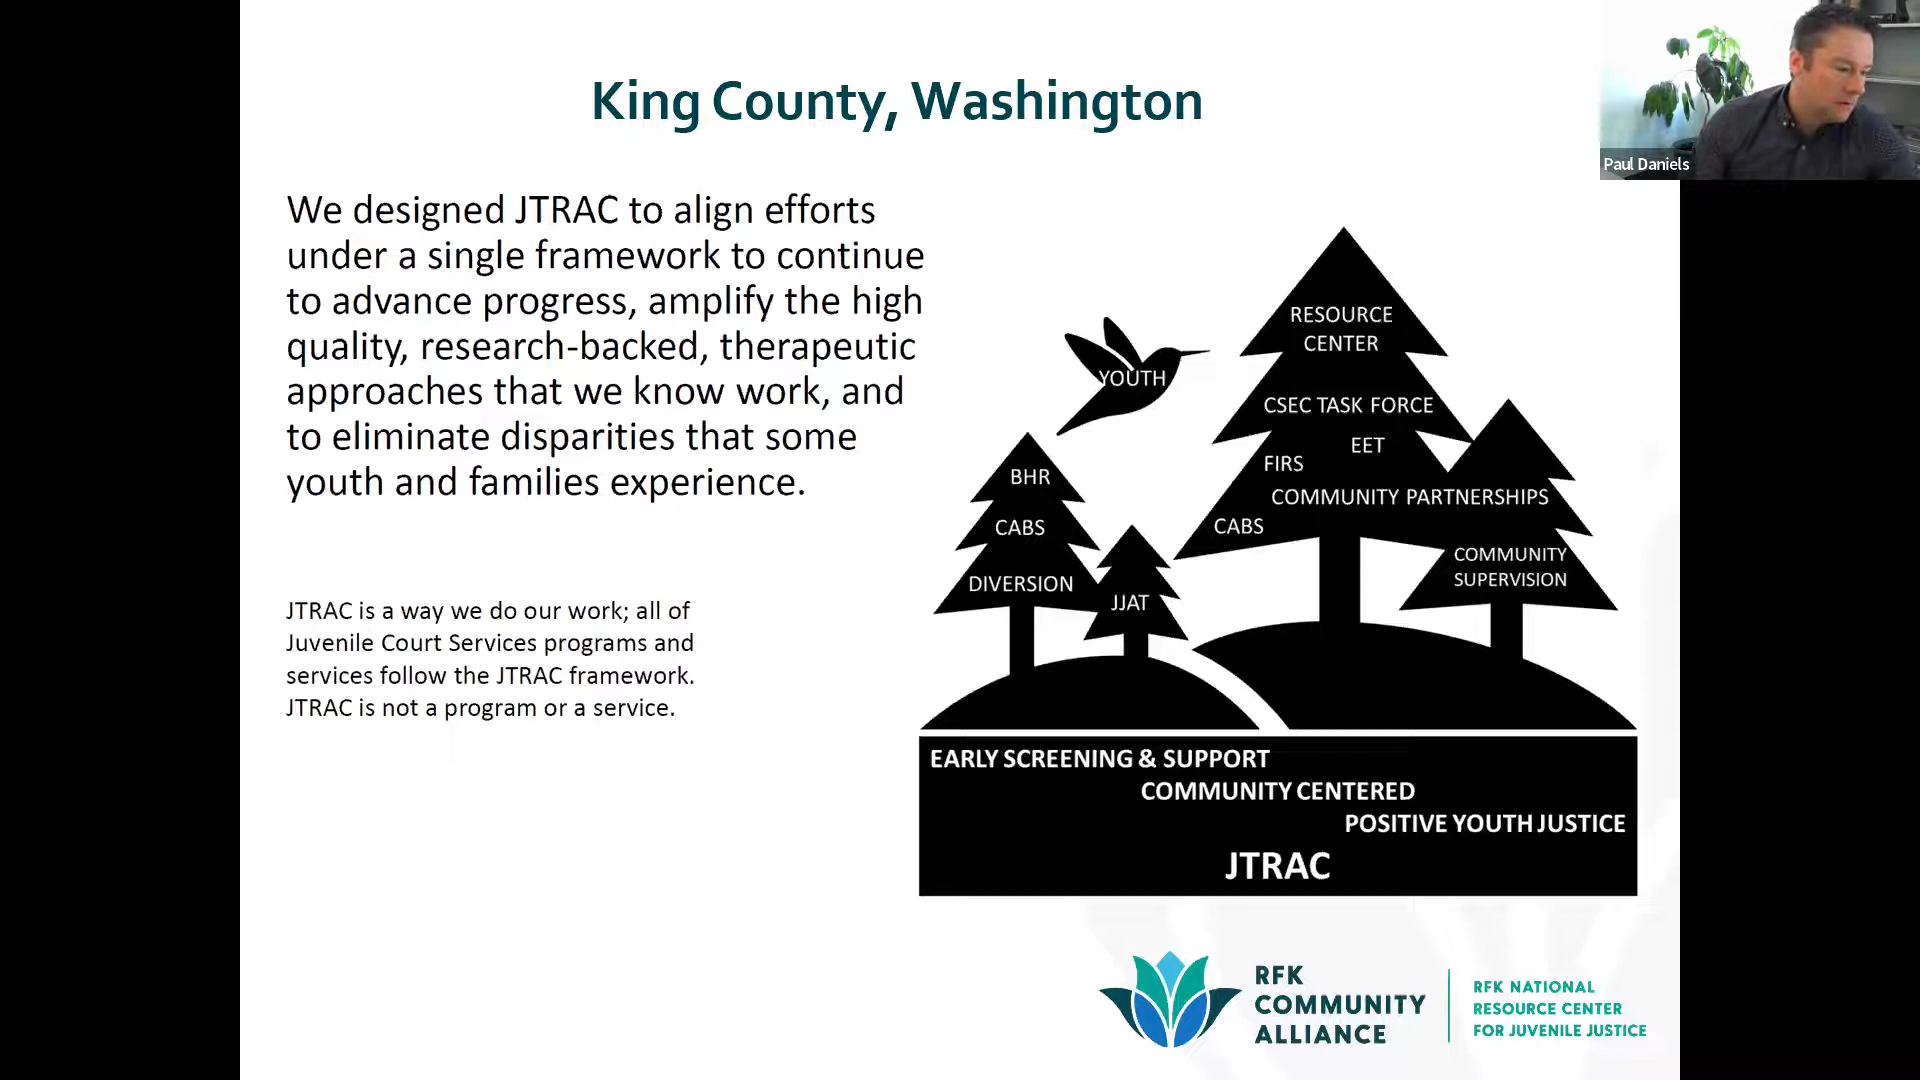 King County, Washington
Paul Daniels
We designed JTRAC to align efforts
under a single framework to continue
to advance progress, amplify the high
quality, research-backed, therapeutic
approaches that we know work, and
to eliminate disparities that some
youth and families experience.
JTRAC is a way we do our work; all of
Juvenile Court Services programs and
services follow the JTRAC framework.
JTRAC is not a program or a service.
YOUTH
RESOURCE
CENTER
CSEC TASK FORCE
EET
FIRS
COMMUNITY PARTNERSHIPS
CABS
BHR
CABS
DIVERSION
JJAT
COMMUNITY
SUPERVISION
EARLY SCREENING & SUPPORT
COMMUNITY CENTERED
POSITIVE YOUTH JUSTICE
JTRAC
RFK
COMMUNITY
ALLIANCE
RFK NATIONAL
RESOURCE CENTER
FOR JUVENILE JUSTICE